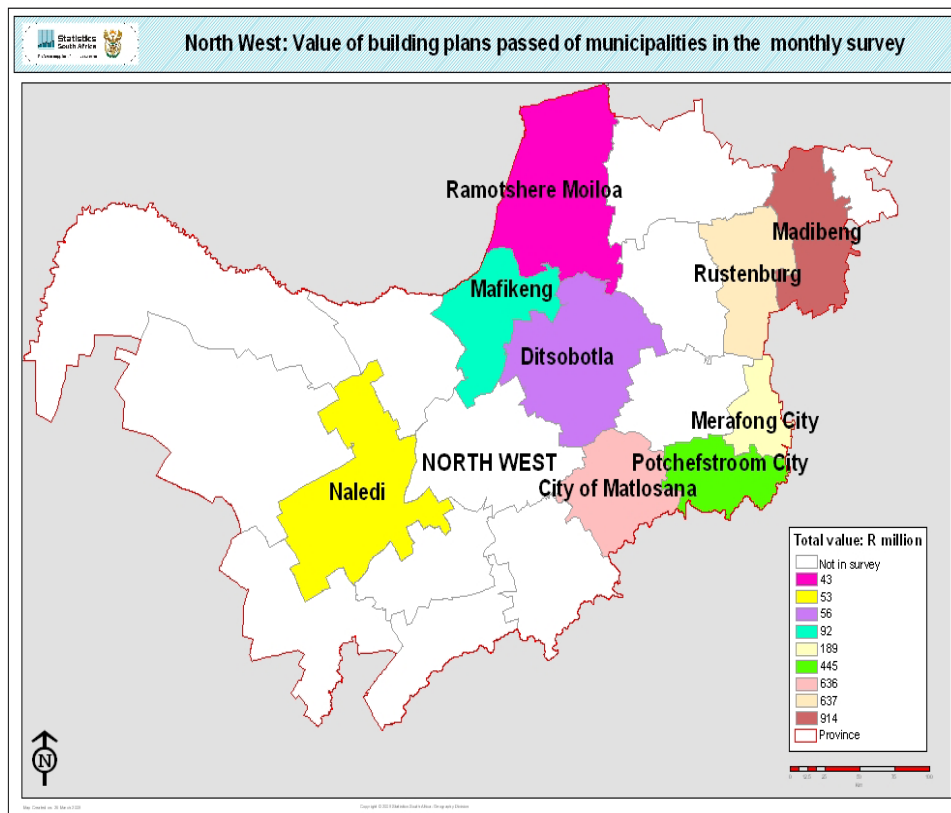 Statistics
South Africa
North West: Value of building plans passed of municipalities in the monthly survey
Ramotshere Moiloa
Madibeng
Rustenburg
Mafikeng
Ditsobotla
Merafong City
NORTH WEST
Potchefstroom City
City of Matlosana
Naledi
Total value: R million
Not in survey
43
53
56
92
189
445
636
637
914
Province
N